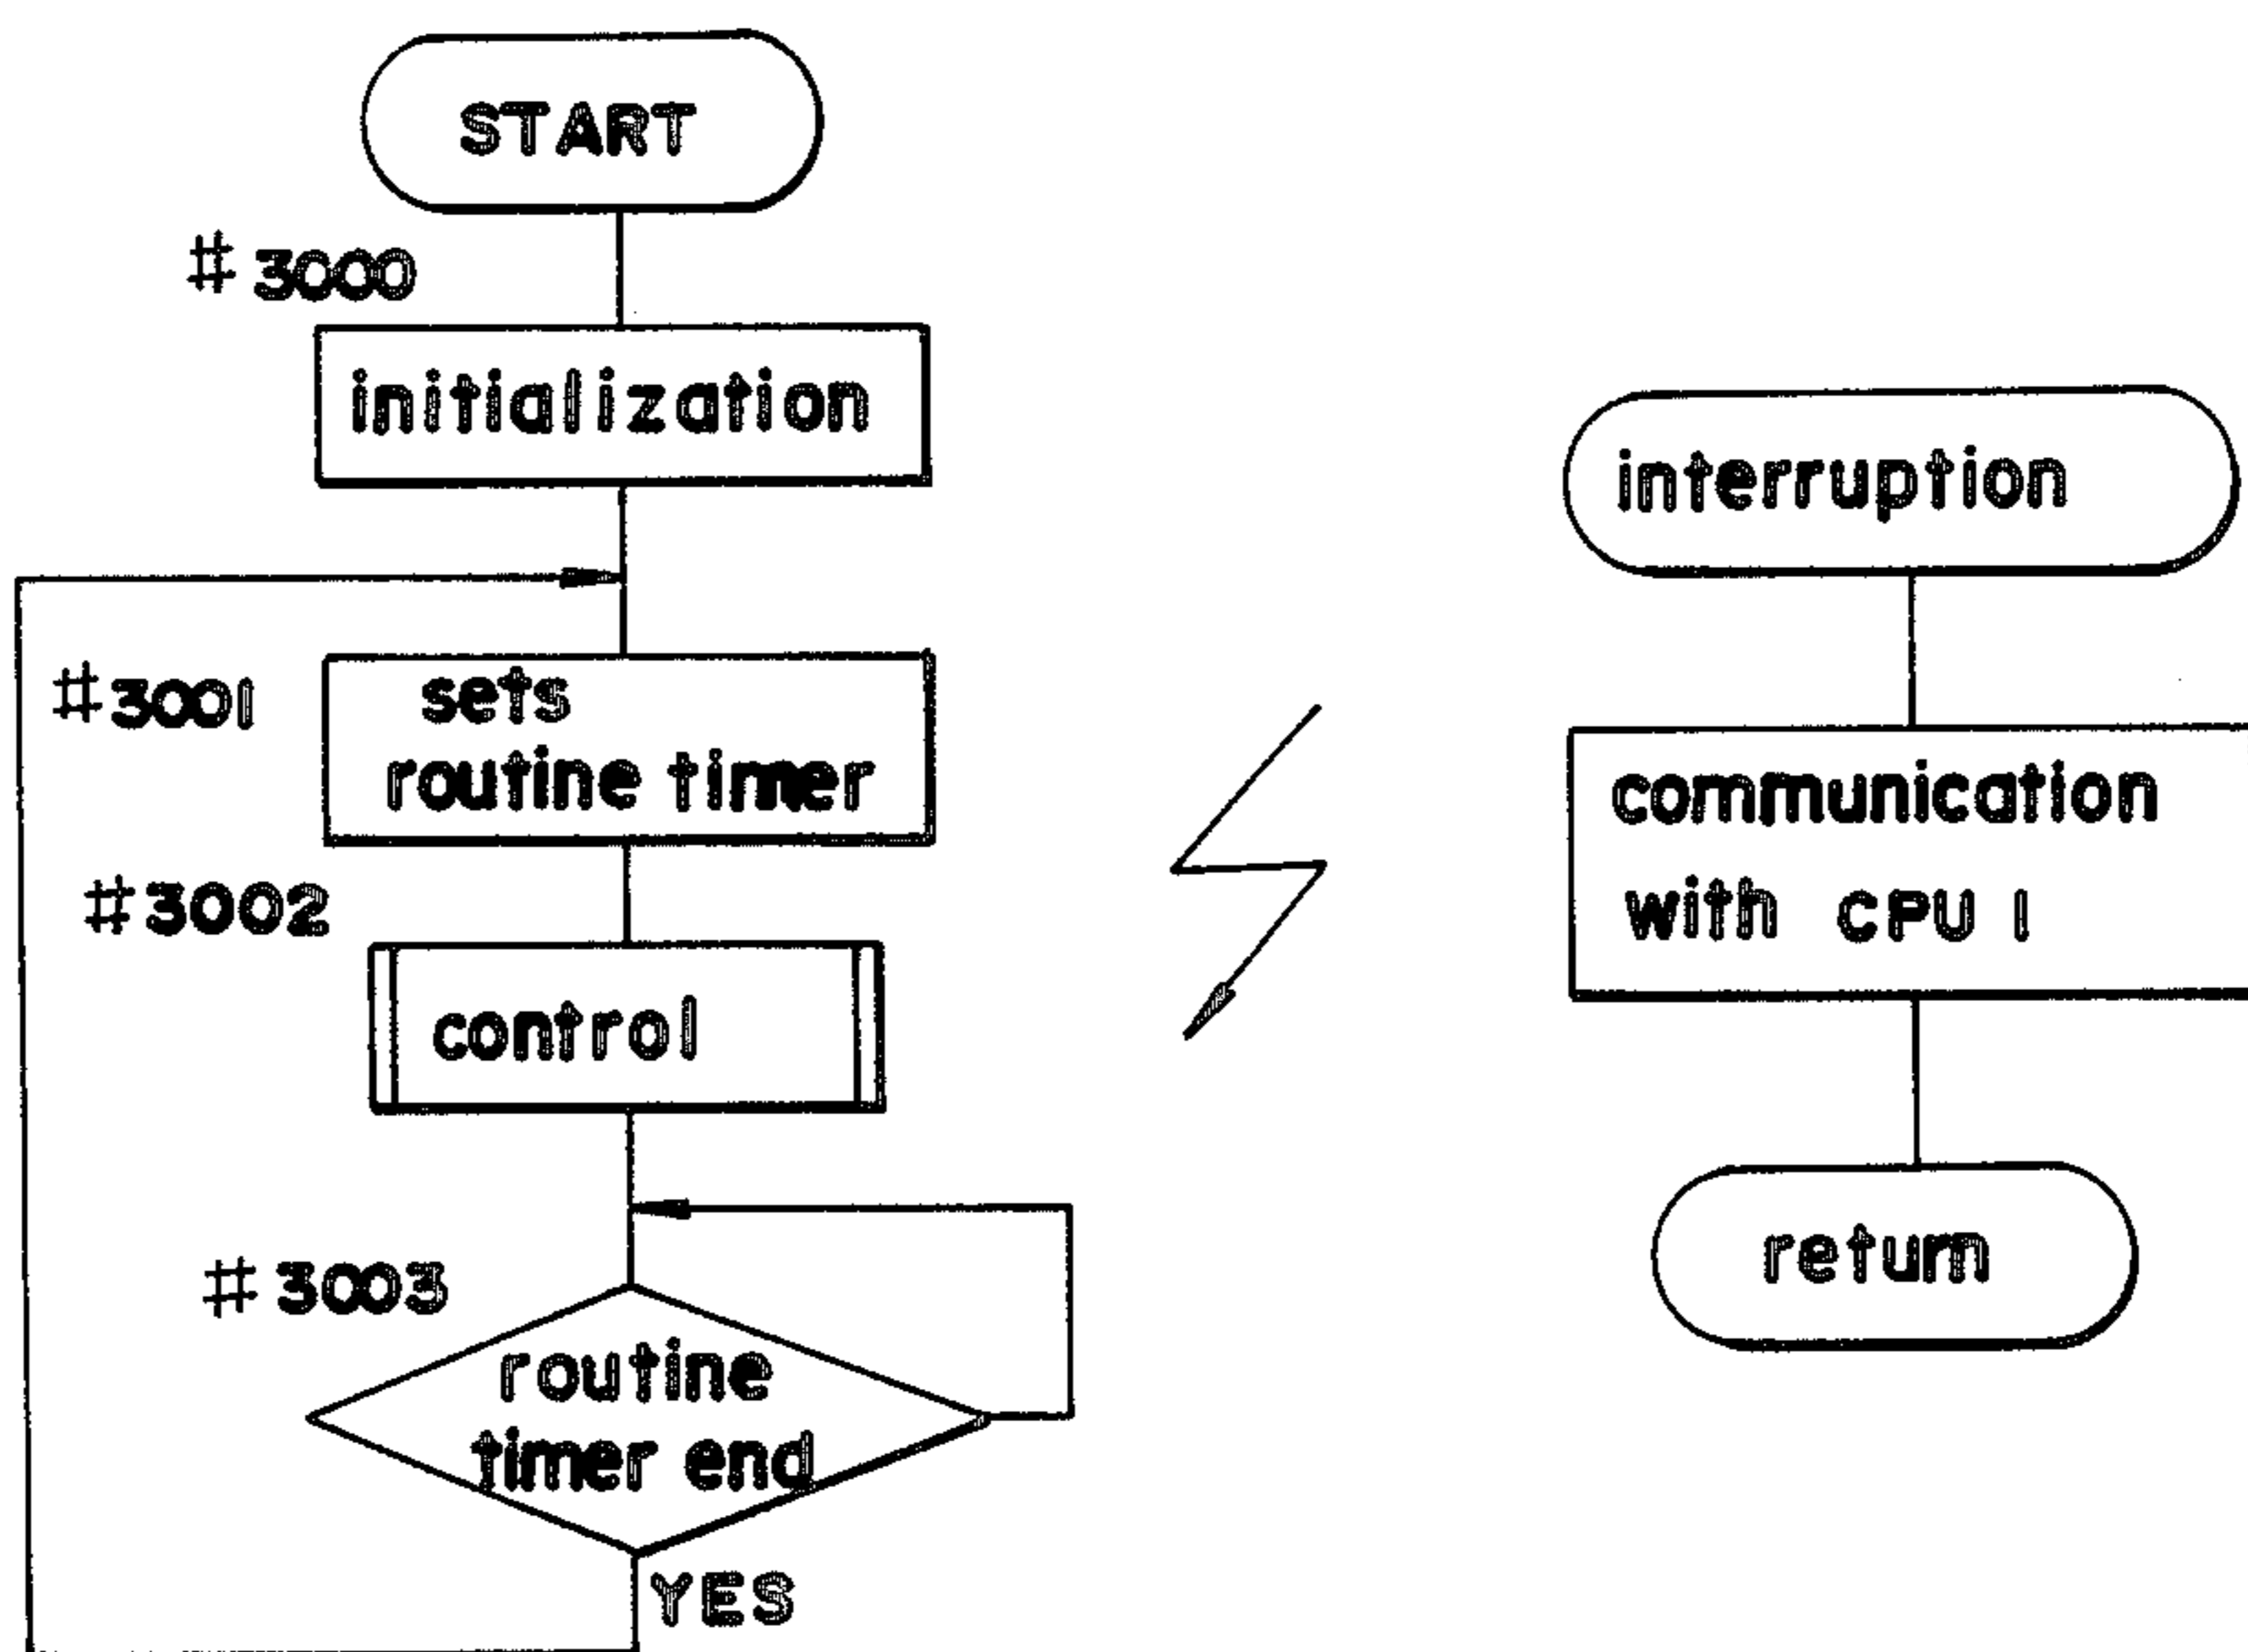 START
#3000
initialization
#3001
sets
routine timer
#3002
control
#3003
routine
timer end
YES
interruption
communication
with CPU 1
return